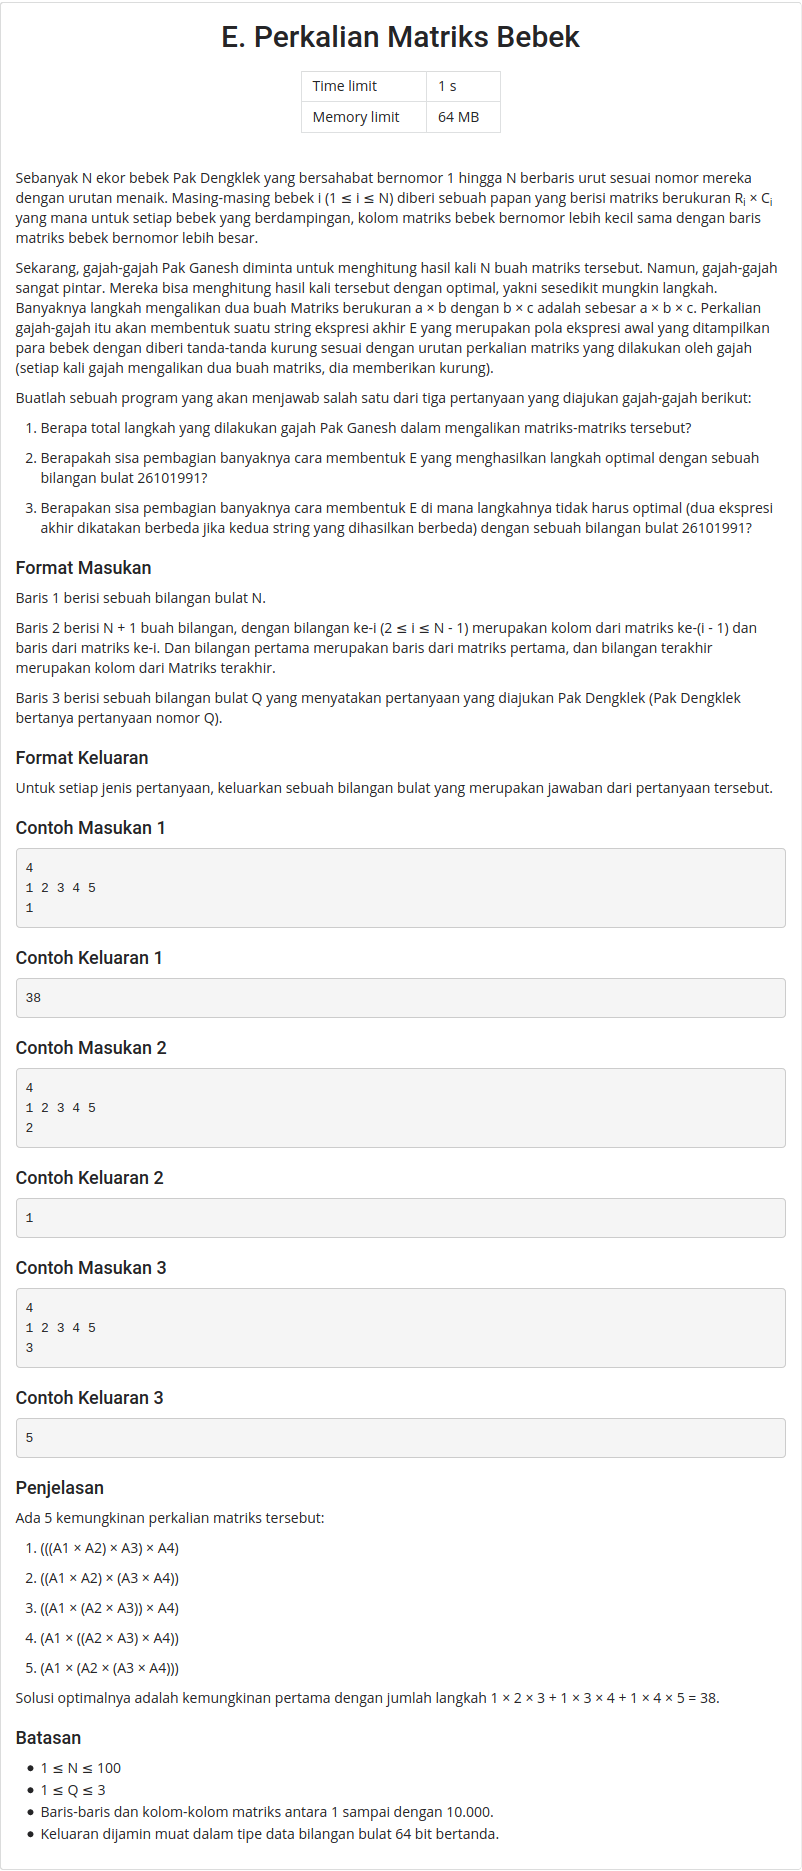 E. Perkalian Matriks Bebek
Time limit 1 s
Memory limit 64 MB
Sebanyak N ekor bebek Pak Dengklek yang bersahabat bernomor 1 hingga N berbaris urut sesuai nomor mereka
dengan urutan menaik. Masing-masing bebek i (1 ≤ i ≤ N) diberi sebuah papan yang berisi matriks berukuran Rᵢ × Cᵢ
yang mana untuk setiap bebek yang berdampingan, kolom matriks bebek bernomor lebih kecil sama dengan baris
matriks bebek bernomor lebih besar.
Sekarang, gajah-gajah Pak Ganesh diminta untuk menghitung hasil kali N buah matriks tersebut. Namun, gajah-gajah
sangat pintar. Mereka bisa menghitung hasil kali tersebut dengan optimal, yakni sesedikit mungkin langkah.
Banyaknya langkah mengalikan dua buah Matriks berukuran a × b dengan b × c adalah sebesar a × b × c. Perkalian
gajah-gajah itu akan membentuk suatu string ekspresi akhir E yang merupakan pola ekspresi awal yang ditampilkan
para bebek dengan diberi tanda-tanda kurung sesuai dengan urutan perkalian matriks yang dilakukan oleh gajah
(setiap kali gajah mengalikan dua buah matriks, dia memberikan kurung).
Buatlah sebuah program yang akan menjawab salah satu dari tiga pertanyaan yang diajukan gajah-gajah berikut:
1. Berapa total langkah yang dilakukan gajah Pak Ganesh dalam mengalikan matriks-matriks tersebut?
2. Berapakah sisa pembagian banyaknya cara membentuk E yang menghasilkan langkah optimal dengan sebuah
bilangan bulat 26101991?
3. Berapakan sisa pembagian banyaknya cara membentuk E di mana langkahnya tidak harus optimal (dua ekspresi
akhir dikatakan berbeda jika kedua string yang dihasilkan berbeda) dengan sebuah bilangan bulat 26101991?
Format Masukan
Baris 1 berisi sebuah bilangan bulat N.
Baris 2 berisi N + 1 buah bilangan, dengan bilangan ke-i (2 ≤ i ≤ N - 1) merupakan kolom dari matriks ke-(i - 1) dan
baris dari matriks ke-i. Dan bilangan pertama merupakan baris dari matriks pertama, dan bilangan terakhir
merupakan kolom dari Matriks terakhir.
Baris 3 berisi sebuah bilangan bulat Q yang menyatakan pertanyaan yang diajukan Pak Dengklek (Pak Dengklek
bertanya pertanyaan nomor Q).
Format Keluaran
Untuk setiap jenis pertanyaan, keluarkan sebuah bilangan bulat yang merupakan jawaban dari pertanyaan tersebut.
Contoh Masukan 1
4
1 2 3 4 5
1
Contoh Keluaran 1
38
Contoh Masukan 2
4
1 2 3 4 5
2
Contoh Keluaran 2
1
Contoh Masukan 3
4
1 2 3 4 5
3
Contoh Keluaran 3
5
Penjelasan
Ada 5 kemungkinan perkalian matriks tersebut:
1. (((A1 × A2) × A3) × A4)
2. ((A1 × A2) × (A3 × A4))
3. ((A1 × (A2 × A3)) × A4)
4. (A1 × ((A2 × A3) × A4))
5. (A1 × (A2 × (A3 × A4)))
Solusi optimalnya adalah kemungkinan pertama dengan jumlah langkah 1 × 2 × 3 + 1 × 3 × 4 + 1 × 4 × 5 = 38.
Batasan
● 1 ≤ N ≤ 100
● 1 ≤ Q ≤ 3
● Baris-baris dan kolom-kolom matriks antara 1 sampai dengan 10.000.
● Keluaran dijamin muat dalam tipe data bilangan bulat 64 bit bertanda.